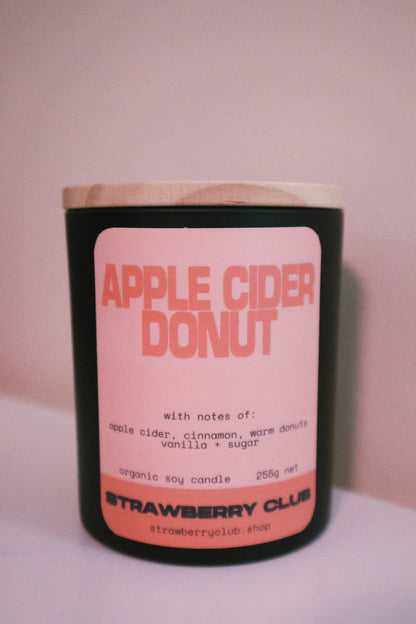 APPLE CIDER
DONUT
with notes of:
apple cider, cinnamon, warm donuts
vanilla + sugar
organic soy candle 255g net
STRAWBERRY CLUB
strawberryclub.shop